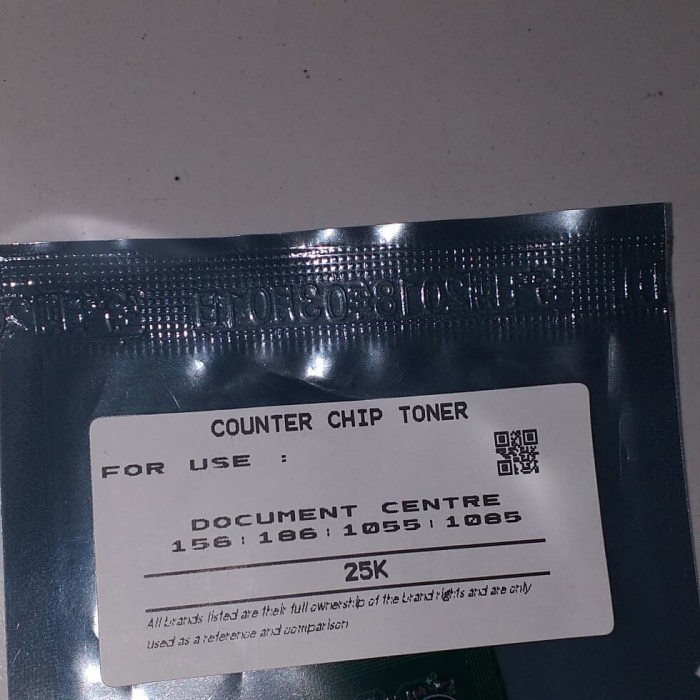 COUNTER CHIP TONER
FOR USE :
DOCUMENT CENTRE
156 : 186 : 1055 : 1085
25K
All brands listed are their full ownership of the brand rights and are only
used as a reference and comparison